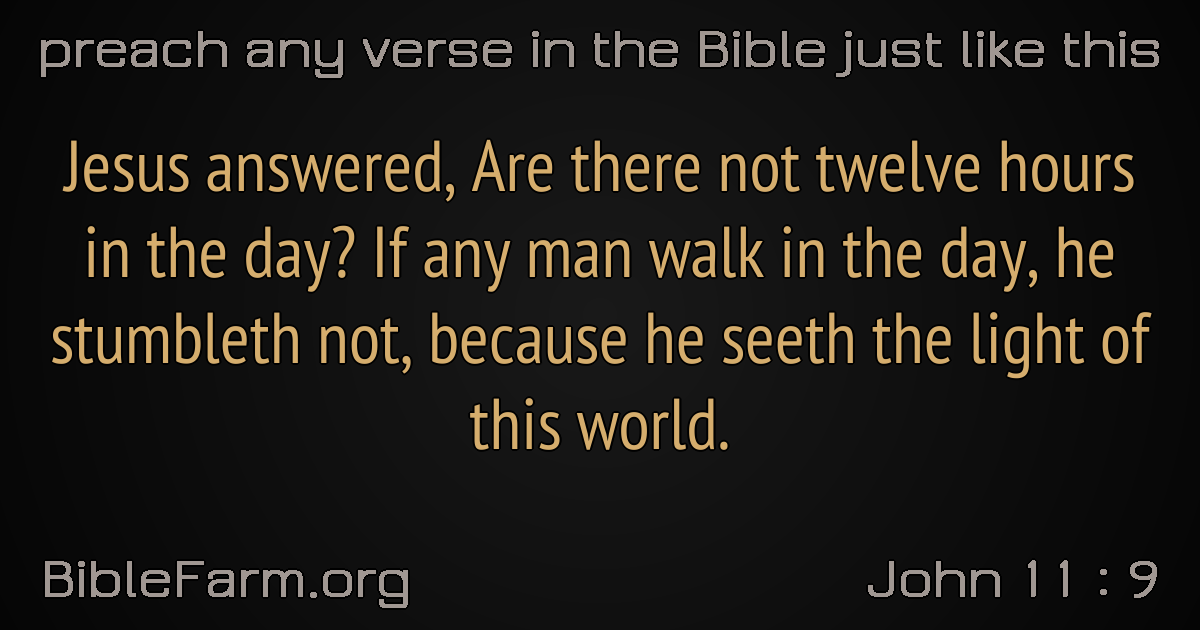 preach any verse in the Bible just like this
Jesus answered, Are there not twelve hours
in the day? If any man walk in the day, he
stumbleth not, because he seeth the light of
this world.
BibleFarm.org
John 11 : 9